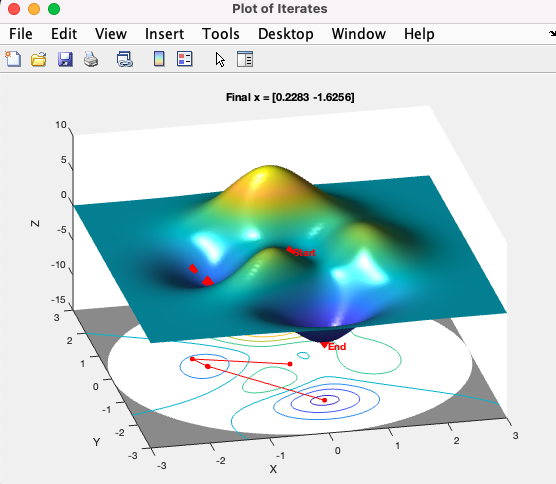 Plot of Iterates
File Edit View Insert Tools Desktop Window Help
Final x = [0.2283 -1.6256]
10
5
0
-5
-10
-15
Z
Start
End
3
2
1
0
-1
-2
-3
Y
-3
-2
-1
0
1
2
3
X